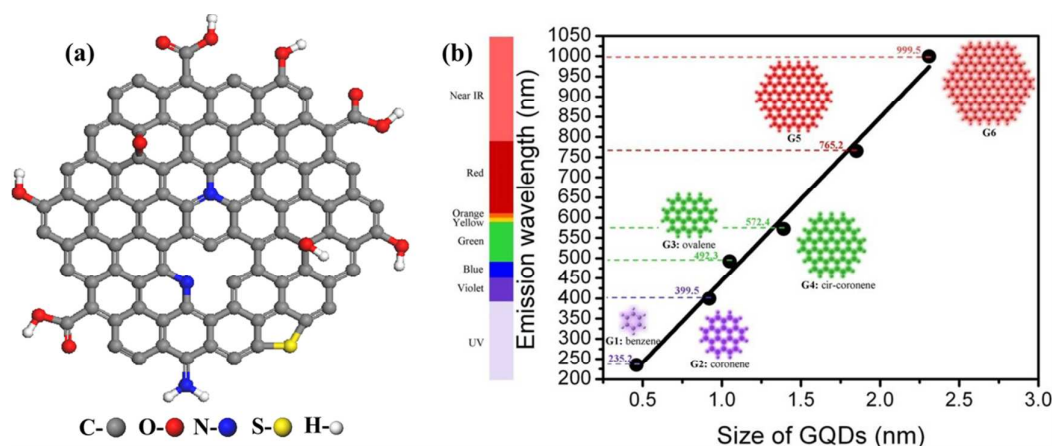 (a)
C- O- N- S- H-
(b)
Near IR
Red
Orange
Yellow
Green
Blue
Violet
UV
Emission wavelength (nm)
1050
1000
950
900
850
800
750
700
650
600
550
500
450
400
350
300
250
200
999.5
G6
G5
765.2
572.4
G3: ovalene
492.3
G4: cir-coronene
399.5
G1: benzene
G2: coronene
235.2
0.5 1.0 1.5 2.0 2.5 3.0
Size of GQDs (nm)